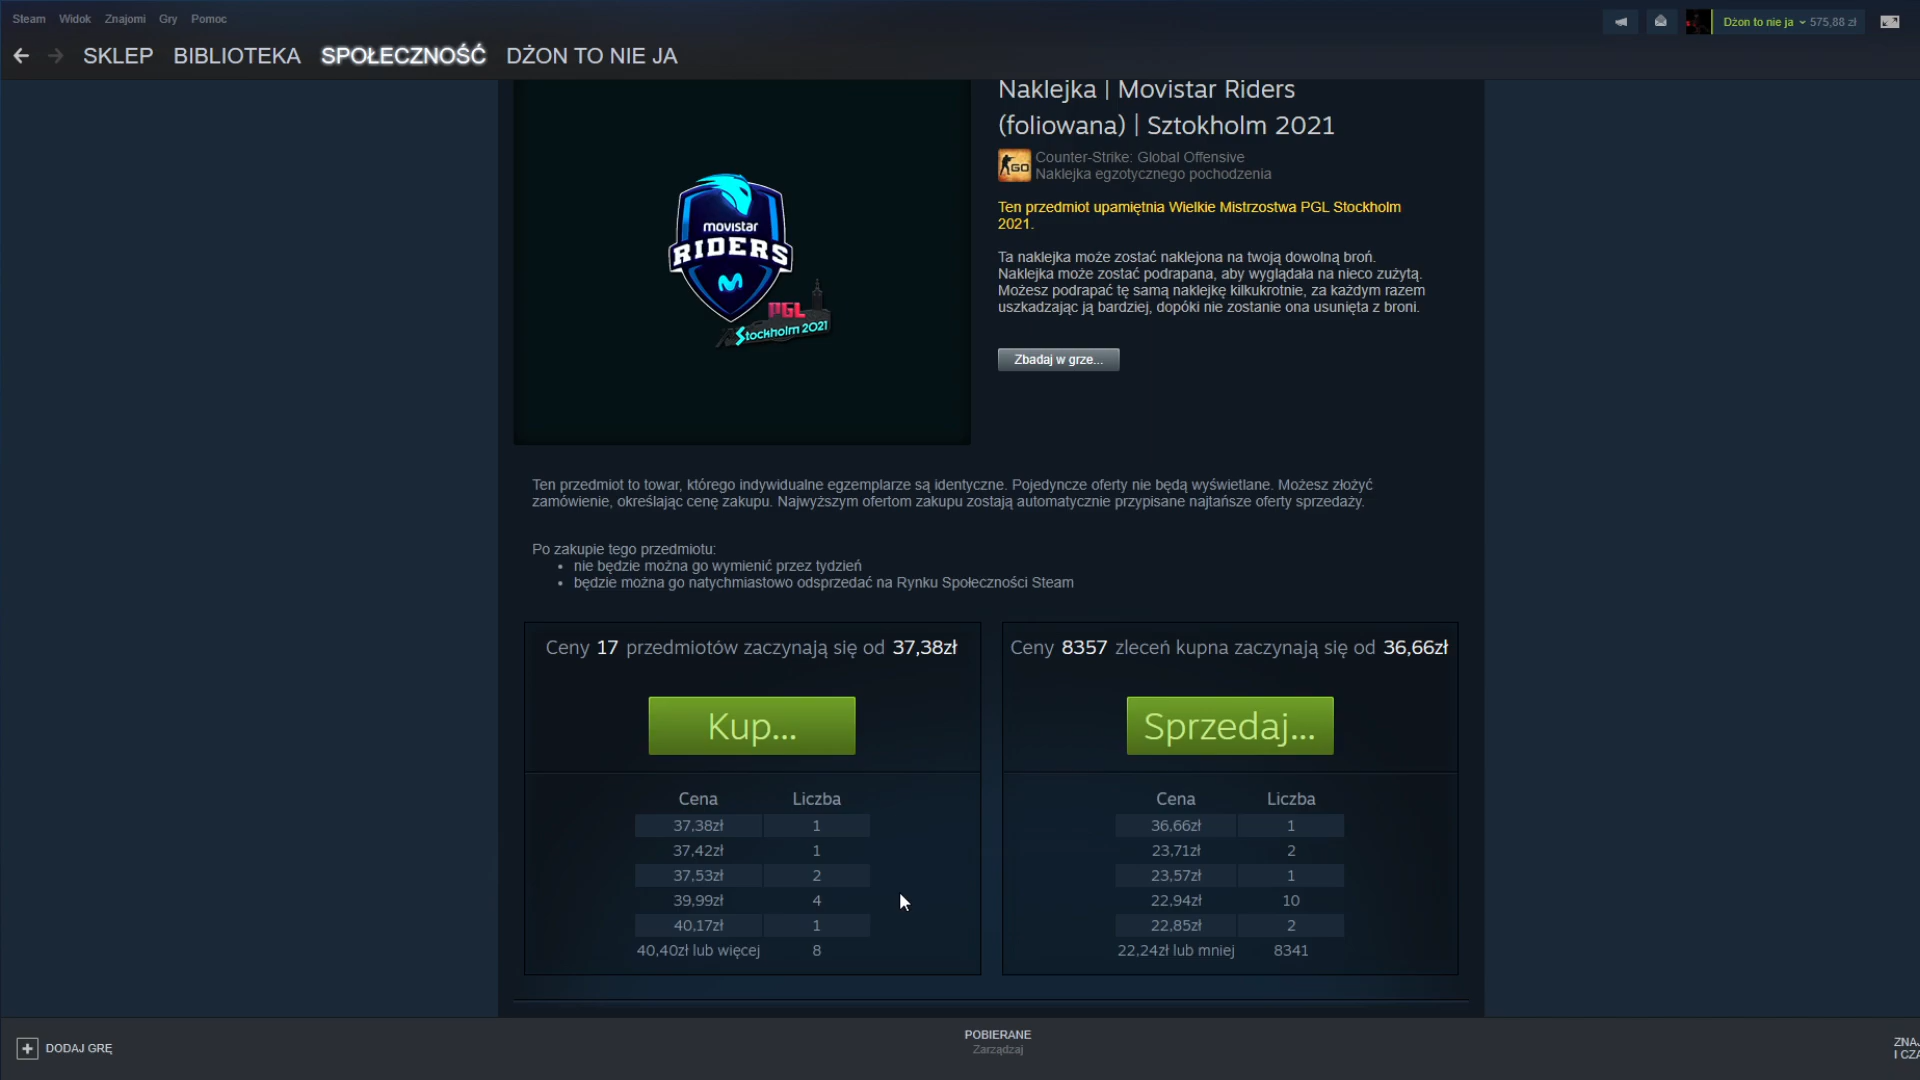 Steam Widok Znajomi Gry Pomoc
Dżon to nie ja 575,88 zł
SKLEP BIBLIOTEKA SPOŁECZNOŚĆ DŻON TO NIE JA
Naklejka | Movistar Riders
(foliowana) | Sztokholm 2021
GO
Counter-Strike: Global Offensive
Naklejka egzotycznego pochodzenia
Ten przedmiot upamiętnia Wielkie Mistrzostwa PGL Stockholm
2021.
Ta naklejka może zostać naklejona na twoją dowolną broń.
Naklejka może zostać podrapana, aby wyglądała na nieco zużytą.
Możesz podrapać tę samą naklejkę kilkukrotnie, za każdym razem
uszkadzając ją bardziej, dopóki nie zostanie ona usunięta z broni.
Zbadaj w grze...
movistar
RIDERS
PGL
Stockholm 2021
Ten przedmiot to towar, którego indywidualne egzemplarze są identyczne. Pojedyncze oferty nie będą wyświetlane. Możesz złożyć
zamówienie, określając cenę zakupu. Najwyższym ofertom zakupu zostają automatycznie przypisane najtańsze oferty sprzedaży.
Po zakupie tego przedmiotu:
• nie będzie można go wymienić przez tydzień
• będzie można go natychmiastowo odsprzedać na Rynku Społeczności Steam
Ceny 17 przedmiotów zaczynają się od 37,38zł
Kup...
Cena Liczba
37,38zł 1
37,42zł 1
37,53zł 2
39,99zł 4
40,17zł 1
40,40zł lub więcej 8
Ceny 8357 zleceń kupna zaczynają się od 36,66zł
Sprzedaj...
Cena Liczba
36,66zł 1
23,71zł 2
23,57zł 1
22,94zł 10
22,85zł 2
22,24zł lub mniej 8341
DODAJ GRĘ
POBIERANE
Zarządzaj
ZNAJ
I CZA